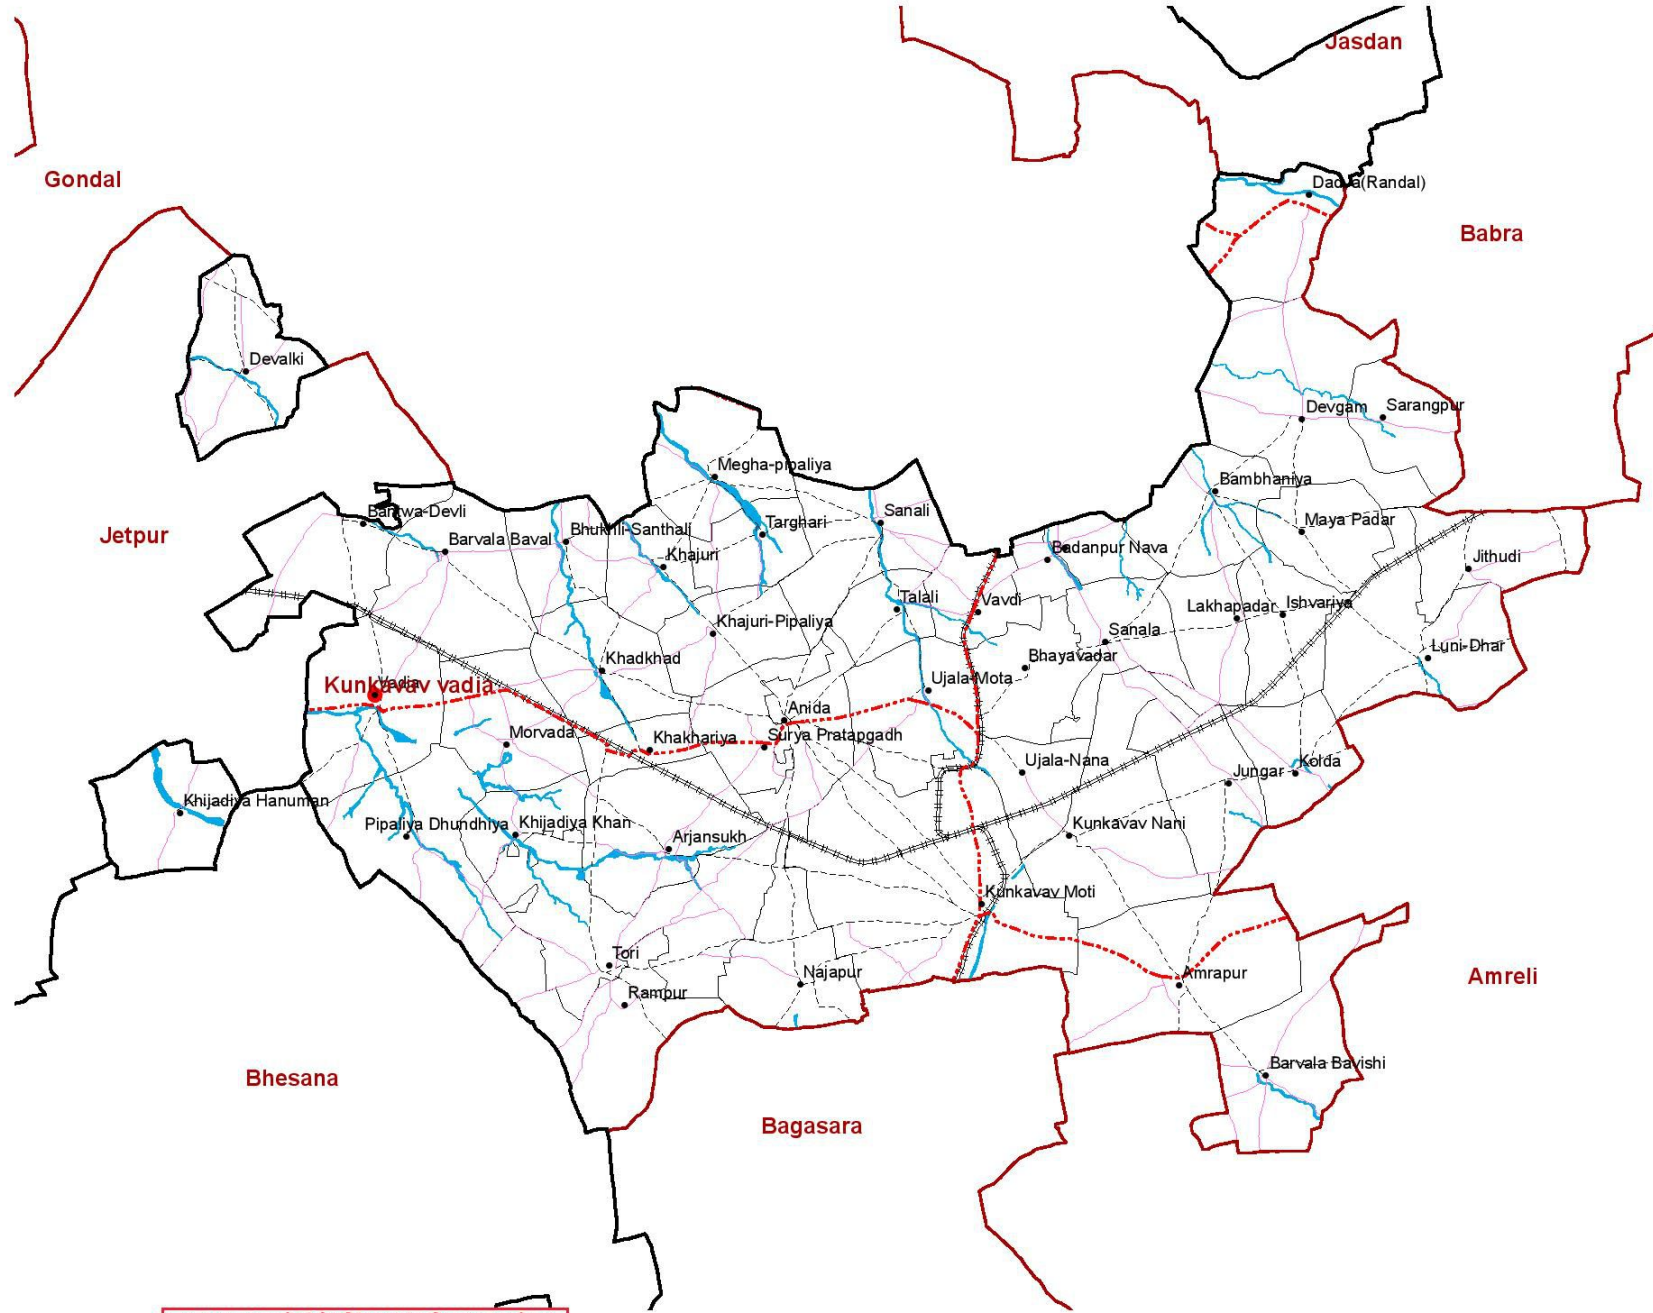 Jasdan
Gondal
Dadva(Randal)
Babra
Devalki
Devgam
Sarangpur
Megha-pipaliya
Bambhaniya
Bantwa-Devli
Sanali
Targhari
Maya Padar
Jetpur
Barvala Baval
Bhukhli-Santhali
Khajuri
Badanpur Nava
Jithudi
Talali
Vavdi
Lakhapadar
Ishvariya
Khajuri-Pipaliya
Sanala
Luni-Dhar
Khadkhad
Bhayavadar
Vadia
Kunkavav vadia
Ujala-Mota
Anida
Morvada
Khakhariya
Surya Pratapgadh
Ujala-Nana
Jungar
Kolda
Khijadiya Hanuman
Pipaliya Dhundhiya
Khijadiya Khan
Arjansukh
Kunkavav Nani
Kunkavav Moti
Tori
Najapur
Amrapur
Amreli
Rampur
Bhesana
Barvala Bavishi
Bagasara